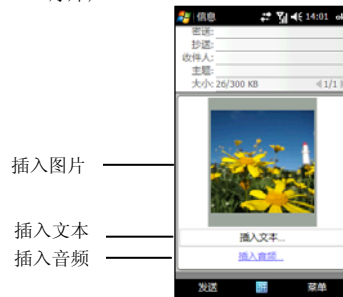 信息 14:01 ok
密送:
抄送:
收件人:
主题:
大小: 26/300 KB 1/1
插入图片
插入文本
插入文本...
插入音频
插入音频...
发送 菜单